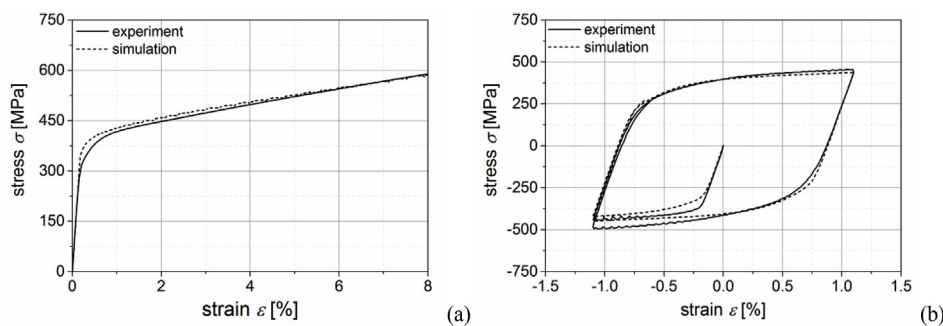 experiment
simulation
750
600
450
300
150
0
stress σ [MPa]
0 2 4 6 8
strain ε [%]
(a)
experiment
simulation
750
500
250
0
-250
-500
-750
stress σ [MPa]
-1.5 -1.0 -0.5 0.0 0.5 1.0 1.5
strain ε [%]
(b)